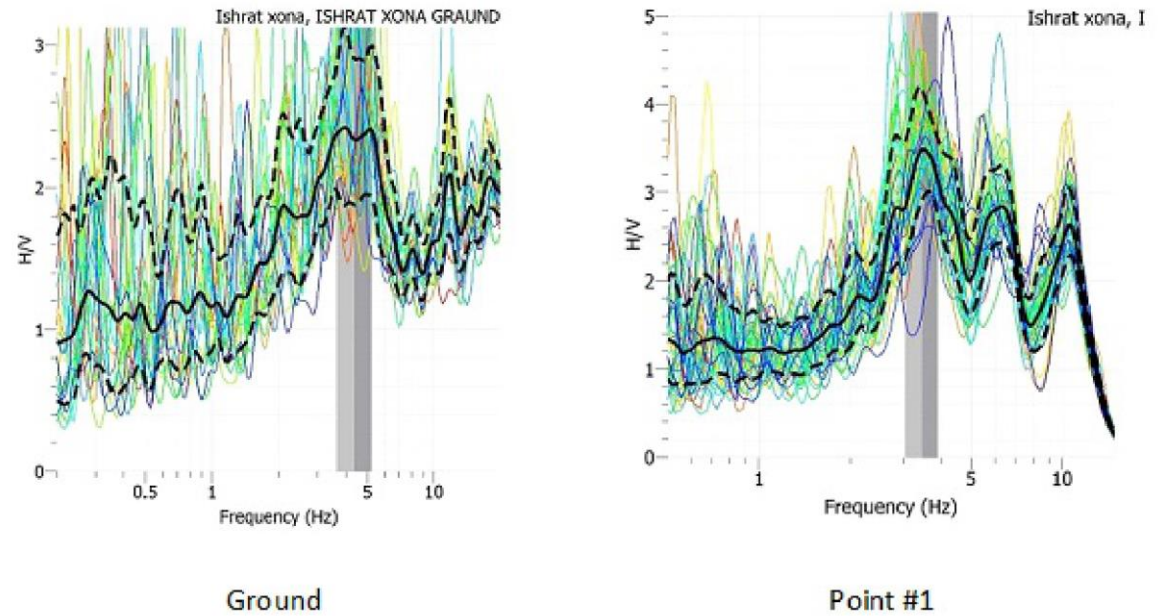 Ishrat xona, ISHRAT XONA GRAUND
3
2
1
0
H/V
0.5 1 5 10
Frequency (Hz)
Ground
Ishrat xona, I
5
4
3
2
1
0
H/V
1 5 10
Frequency (Hz)
Point #1